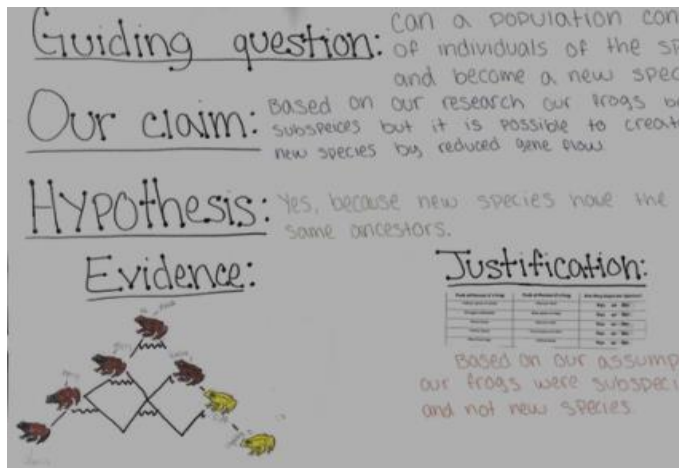 Guiding question:
can a population con
of individuals of the sp
and become a new spec
Our claim:
Based on our research our frogs b
subspeices but it is possible to creat
new species by reduced gene flow.
Hypothesis:
Yes, because new species have the
same ancestors.
Evidence:
Justification:
Based on our assump
our frogs were subspeci
and not new species.